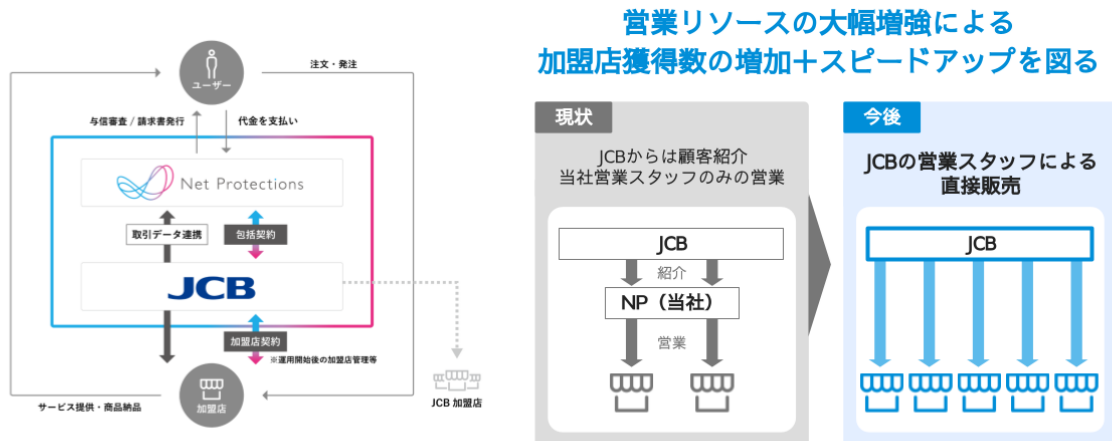 営業リソースの大幅増強による
加盟店獲得数の増加＋スピードアップを図る
ユーザー
注文・発注
与信審査 / 請求書発行
代金を支払い
Net Protections
取引データ連携
包括契約
JCB
加盟店契約
※運用開始後の加盟店管理等
加盟店
サービス提供・商品納品
JCB 加盟店
現状
JCBからは顧客紹介
当社営業スタッフのみの営業
JCB
紹介
NP（当社）
営業
今後
JCBの営業スタッフによる
直接販売
JCB